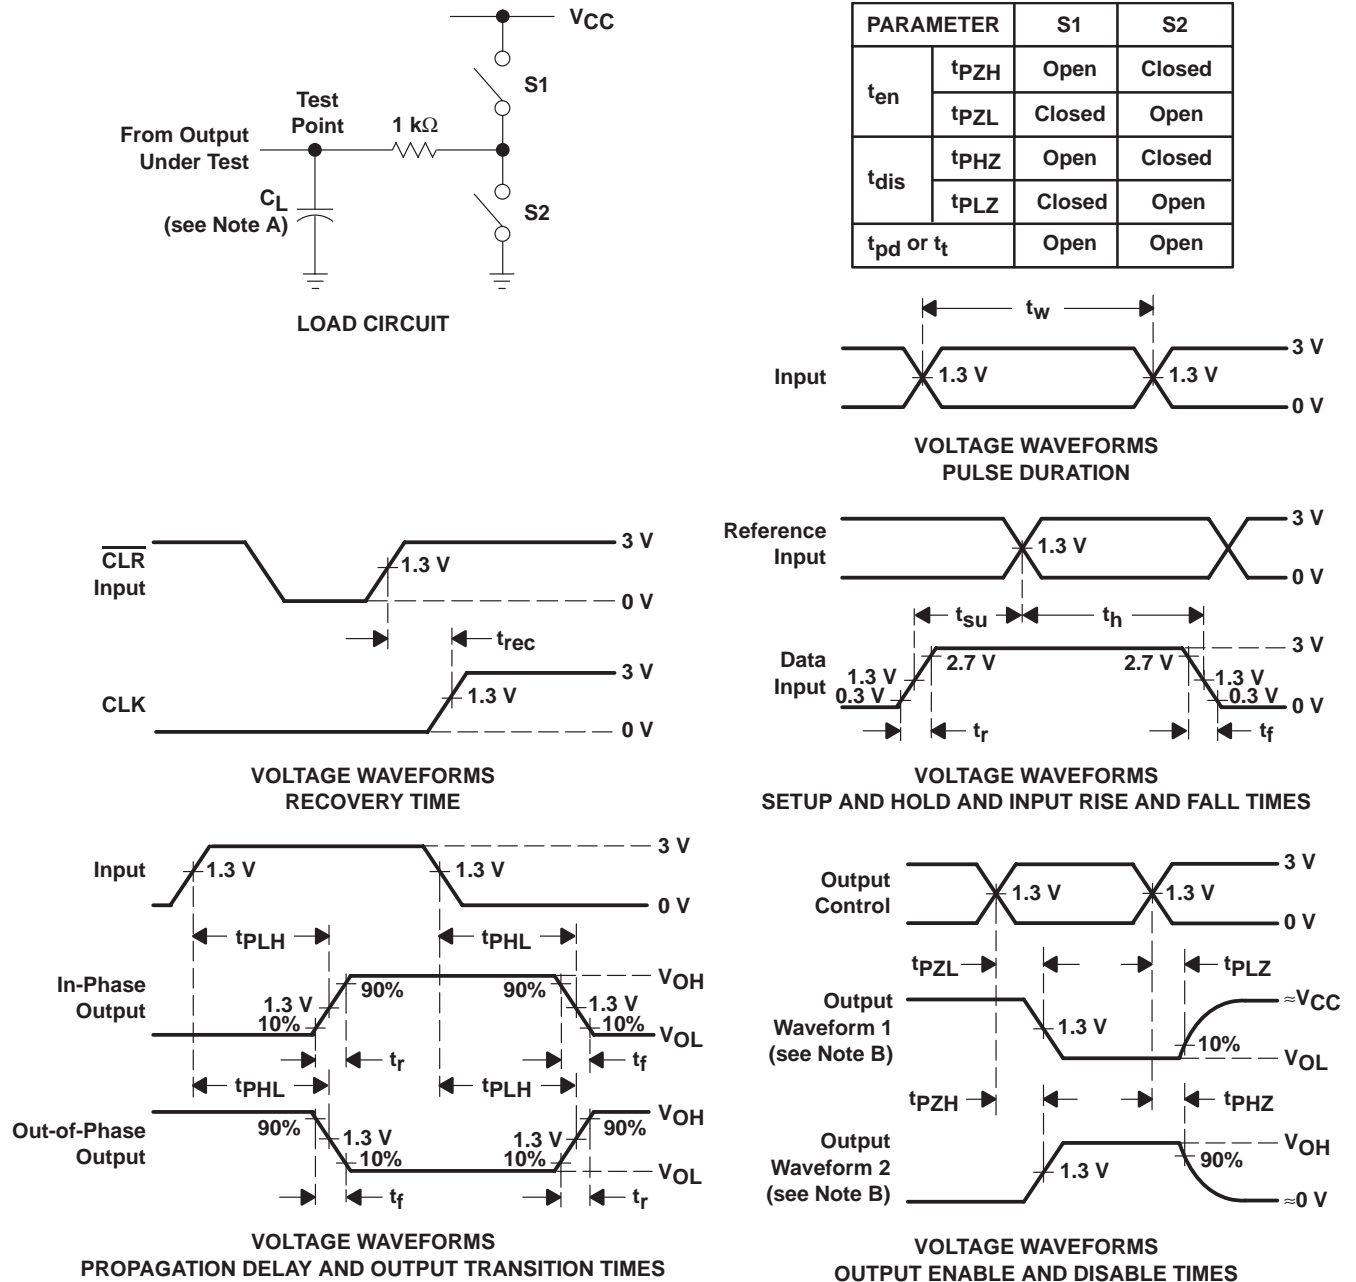 VCC
S1
Test
Point
1 kΩ
From Output
Under Test
CL
(see Note A)
S2
LOAD CIRCUIT
PARAMETER S1 S2
ten tPZH Open Closed
tPZL Closed Open
tdis tPHZ Open Closed
tPLZ Closed Open
tpd or tt Open Open
tw
3 V
Input 1.3 V 1.3 V
0 V
VOLTAGE WAVEFORMS
PULSE DURATION
CLR
Input
3 V
1.3 V
0 V
trec
3 V
CLK 1.3 V
0 V
VOLTAGE WAVEFORMS
RECOVERY TIME
Reference
Input
3 V
1.3 V
0 V
tsu th
Data
Input
3 V
2.7 V 2.7 V
1.3 V 1.3 V
0.3 V 0.3 V
0 V
tr tf
VOLTAGE WAVEFORMS
SETUP AND HOLD AND INPUT RISE AND FALL TIMES
3 V
Input 1.3 V 1.3 V
0 V
tPLH tPHL
In-Phase
Output
VOH
90% 90%
1.3 V 1.3 V
10% 10%
VOL
tr tf
tPHL tPLH
Out-of-Phase
Output
VOH
90% 90%
1.3 V 1.3 V
10% 10%
VOL
tf tr
VOLTAGE WAVEFORMS
PROPAGATION DELAY AND OUTPUT TRANSITION TIMES
Output
Control
3 V
1.3 V 1.3 V
0 V
tPZL tPLZ
Output
Waveform 1
(see Note B)
≈VCC
1.3 V
10%
VOL
tPZH tPHZ
Output
Waveform 2
(see Note B)
VOH
1.3 V 90%
≈0 V
VOLTAGE WAVEFORMS
OUTPUT ENABLE AND DISABLE TIMES